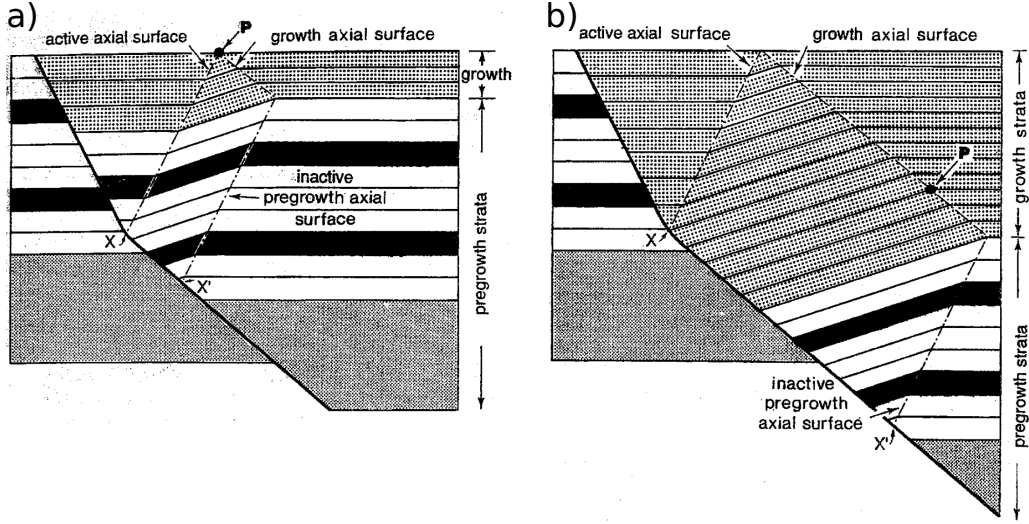 a)
P
active axial surface
growth axial surface
growth
inactive
pregrowth axial
surface
pregrowth strata
X
X'
b)
active axial surface
growth axial surface
P
growth strata
X
inactive
pregrowth
axial surface
X'
pregrowth strata